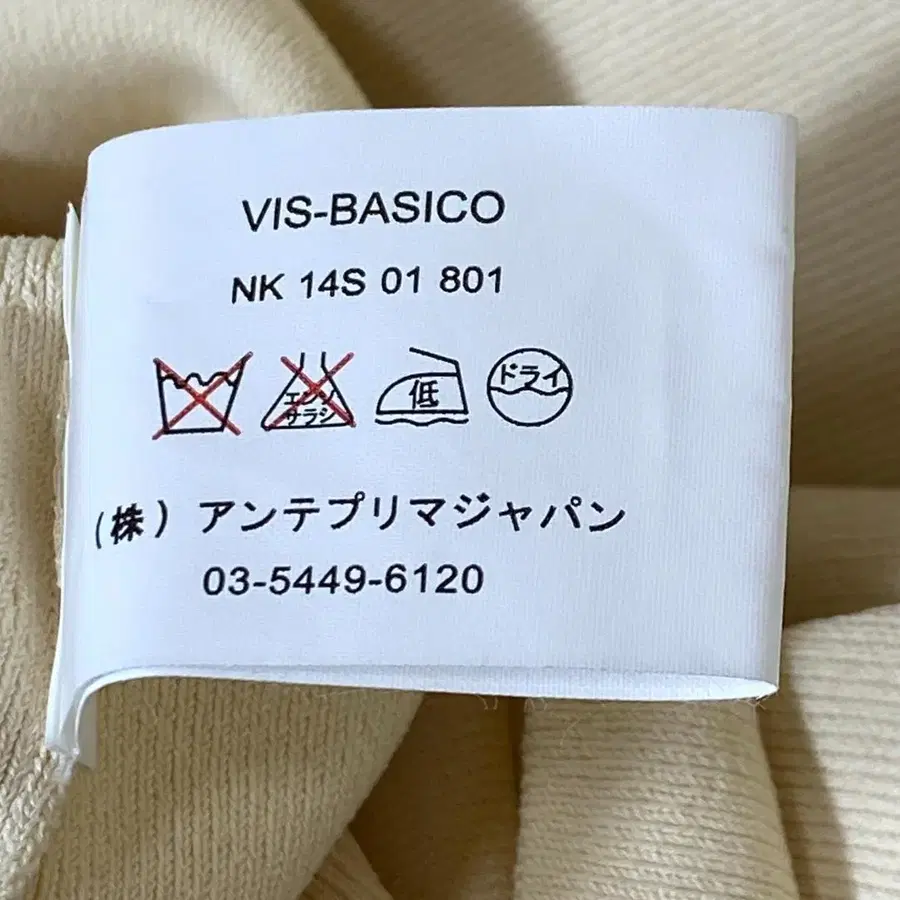 VIS-BASICO
NK 14S 01 801
エンソ
サラシ
低
ドライ
(株) アンテプリマジャパン
03-5449-6120